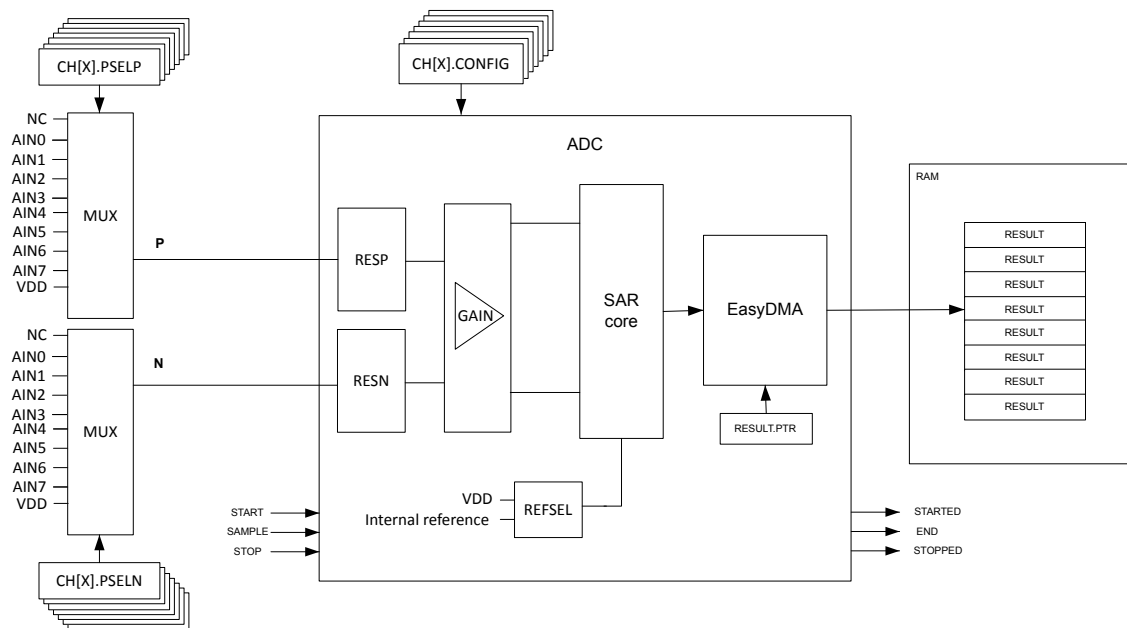 CH[X].PSELP
CH[X].CONFIG
NC
AIN0
AIN1
AIN2
AIN3
AIN4
AIN5
AIN6
AIN7
VDD
MUX
P
NC
AIN0
AIN1
AIN2
AIN3
AIN4
AIN5
AIN6
AIN7
VDD
MUX
N
CH[X].PSELN
ADC
RESP
RESN
GAIN
SAR
core
EasyDMA
RESULT.PTR
VDD
Internal reference
REFSEL
START
SAMPLE
STOP
STARTED
END
STOPPED
RAM
RESULT
RESULT
RESULT
RESULT
RESULT
RESULT
RESULT
RESULT